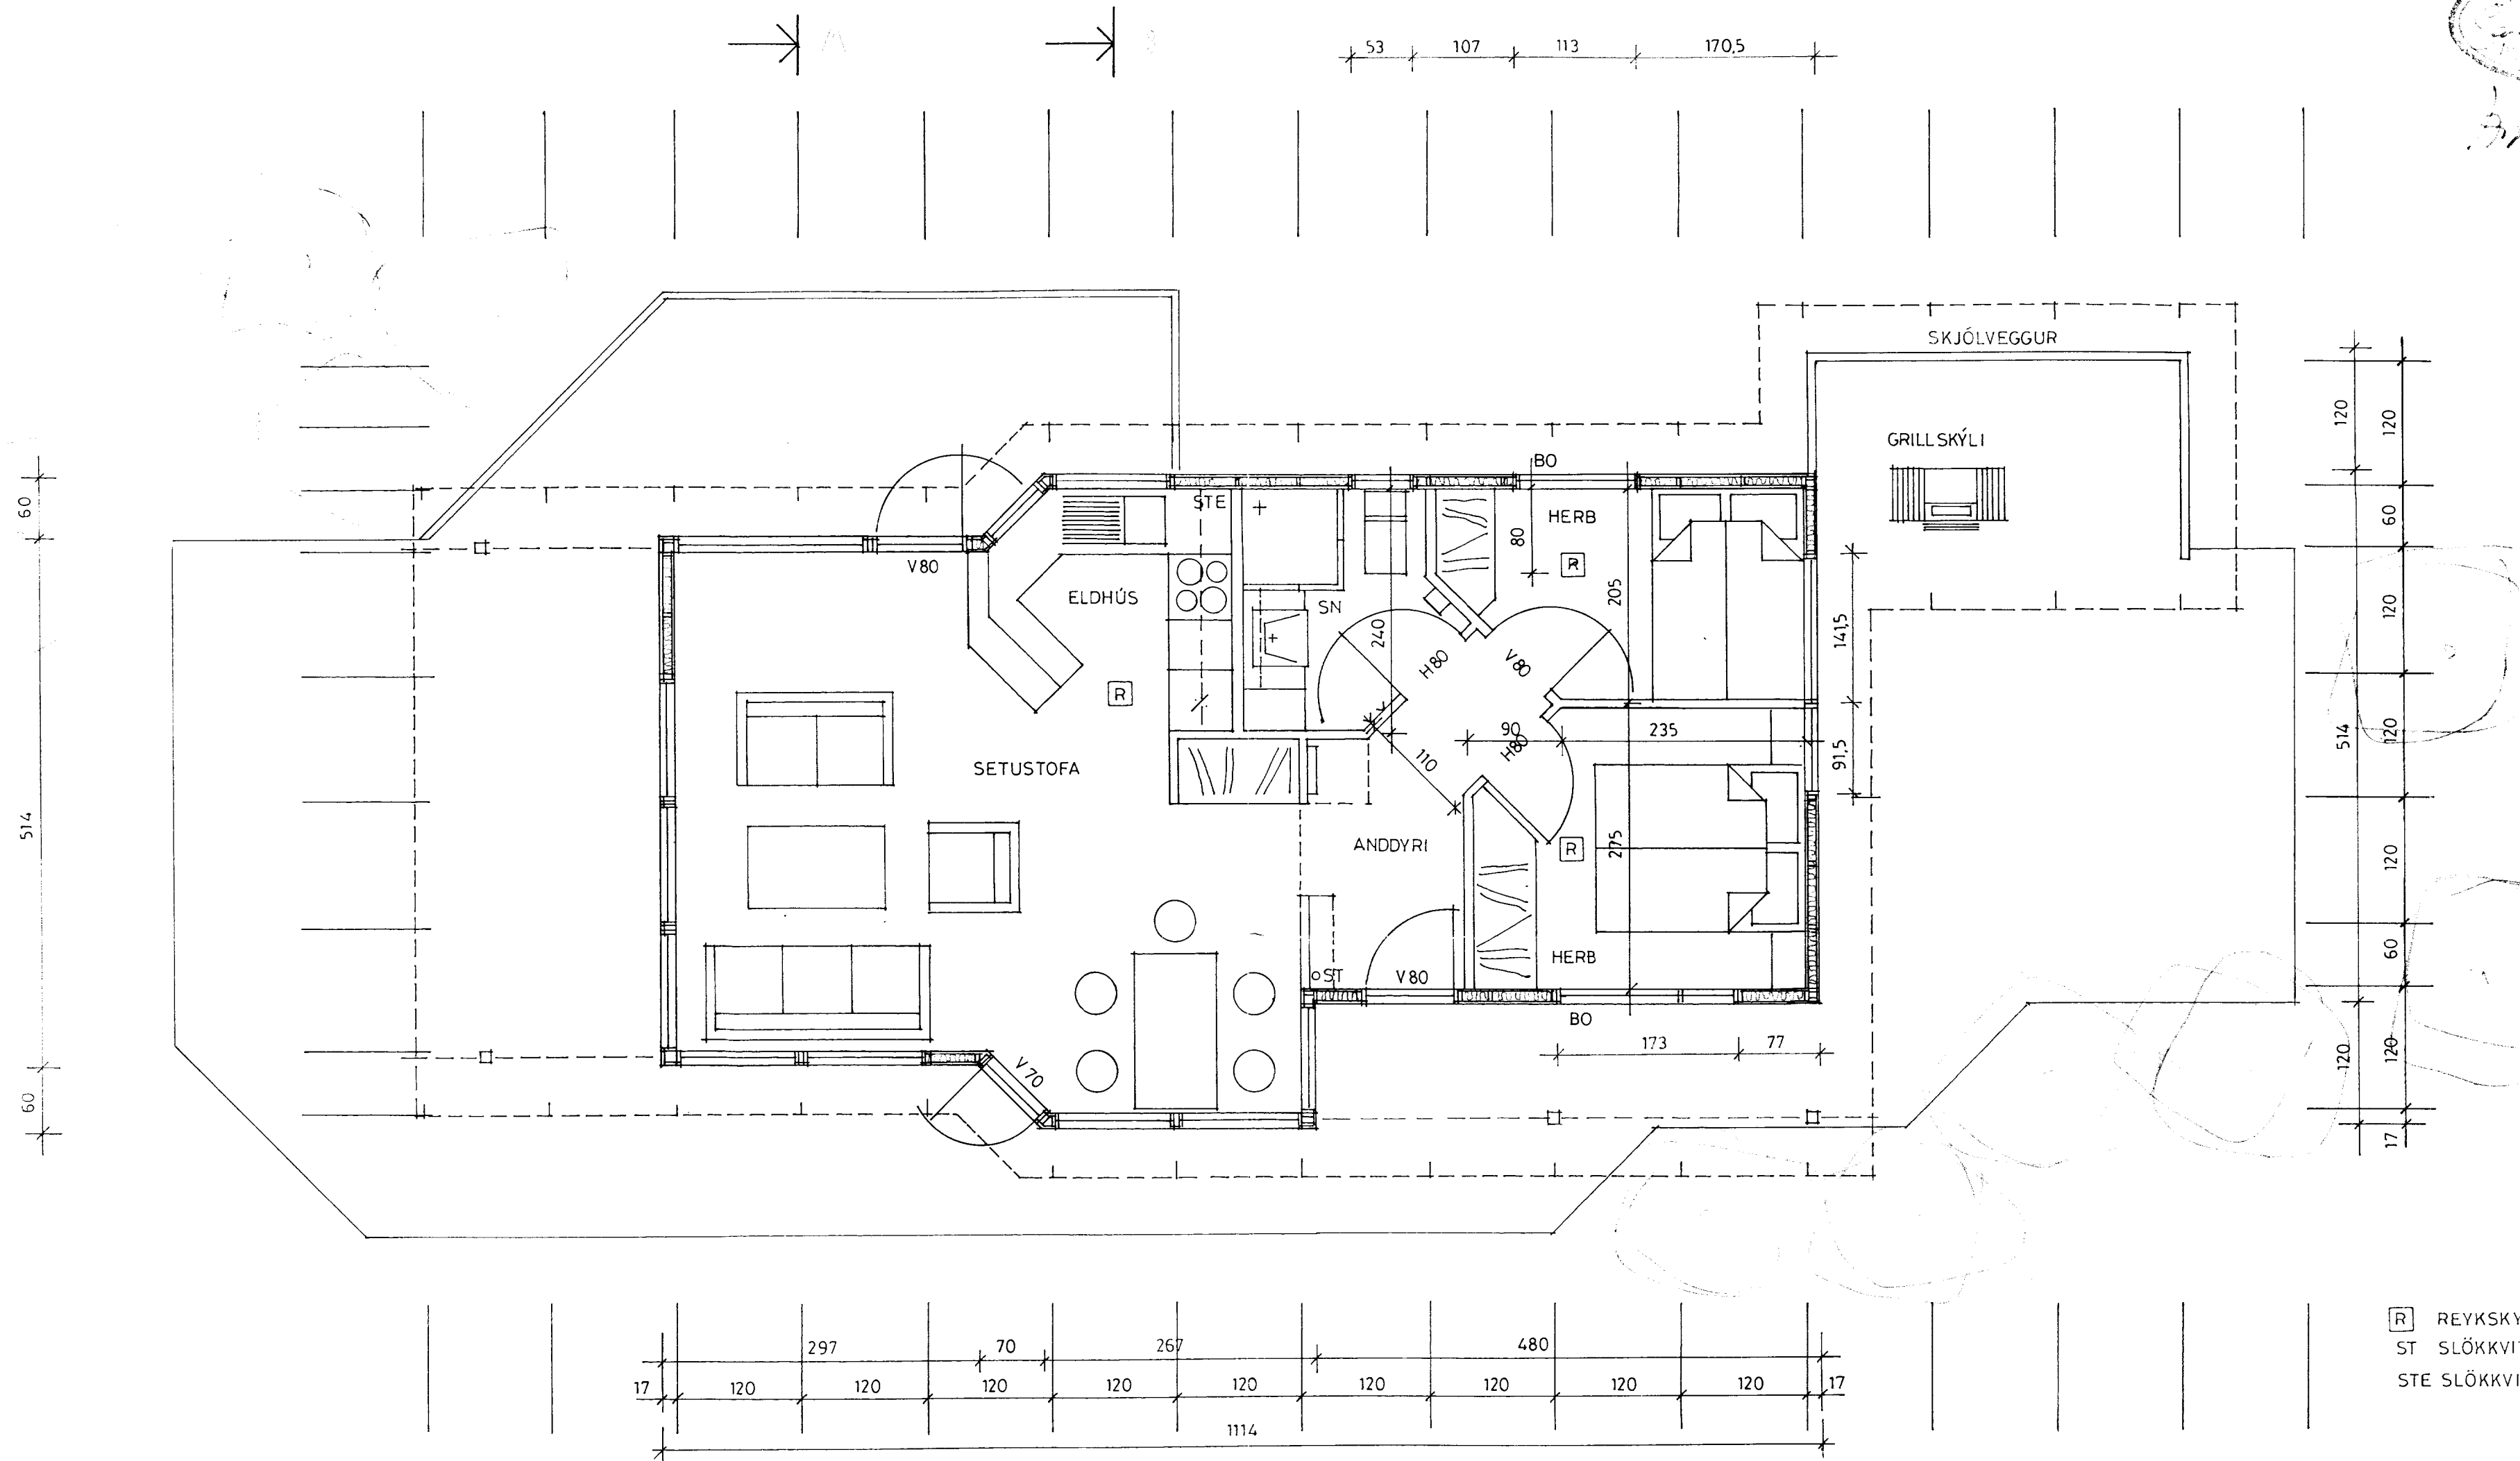 53 107 113 170,5
SKJÓLVEGGUR
GRILLSKÝLI
BO
STE
HERB
80
R
V80
ELDHÚS
SN
205
240
H80
V80
141,5
R
90
235
H80
110
91,5
SETUSTOFA
ANDDYRI
R
275
HERB
ST
V80
BO
V70
173 77
60
514
60
120
514
120
120
60
120
120
120
60
120
17
297 70 267 480
17 120 120 120 120 120 120 120 120 120 17
1114
R REYKSKY
ST SLÖKKVIT
STE SLÖKKVI